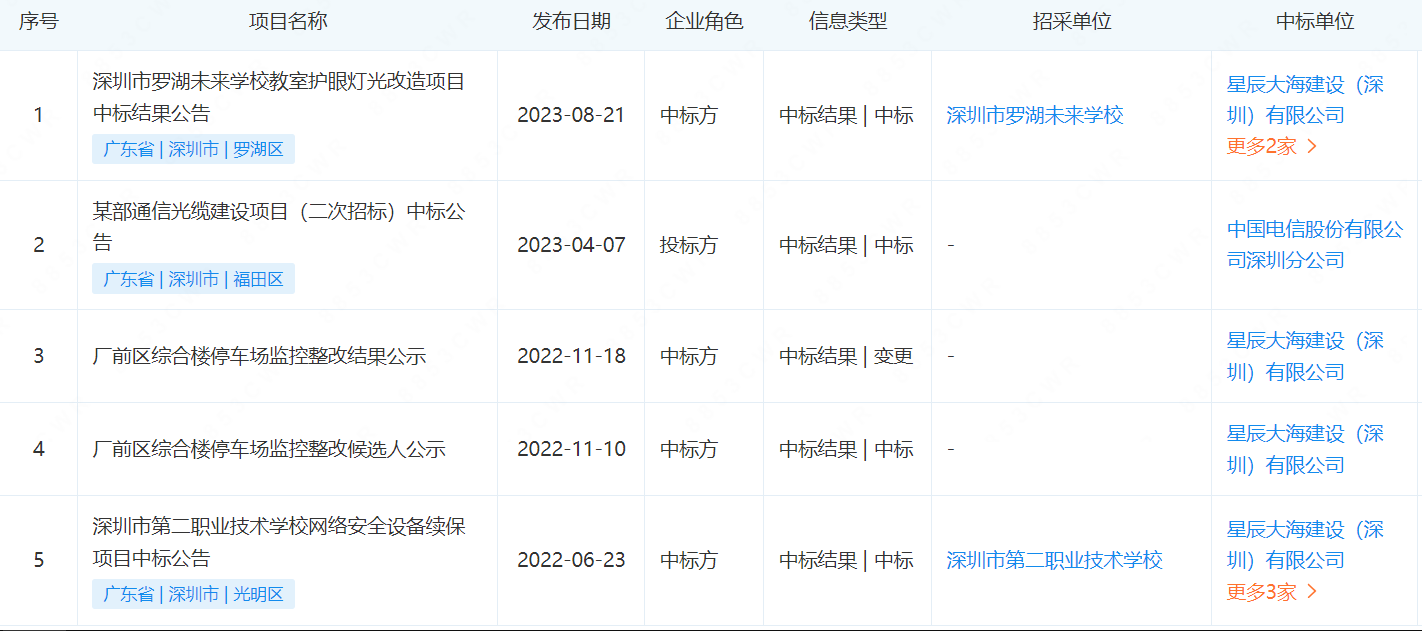 序号 项目名称 发布日期 企业角色 信息类型 招采单位 中标单位
1
深圳市罗湖未来学校教室护眼灯光改造项目
中标结果公告
广东省 | 深圳市 | 罗湖区
2023-08-21
中标方
中标结果 | 中标
深圳市罗湖未来学校
星辰大海建设（深
圳）有限公司
更多2家 >
2
某部通信光缆建设项目（二次招标）中标公
告
广东省 | 深圳市 | 福田区
2023-04-07
投标方
中标结果 | 中标
-
中国电信股份有限公
司深圳分公司
3
厂前区综合楼停车场监控整改结果公示
2022-11-18
中标方
中标结果 | 变更
-
星辰大海建设（深
圳）有限公司
4
厂前区综合楼停车场监控整改候选人公示
2022-11-10
中标方
中标结果 | 中标
-
星辰大海建设（深
圳）有限公司
5
深圳市第二职业技术学校网络安全设备续保
项目中标公告
广东省 | 深圳市 | 光明区
2022-06-23
中标方
中标结果 | 中标
深圳市第二职业技术学校
星辰大海建设（深
圳）有限公司
更多3家 >